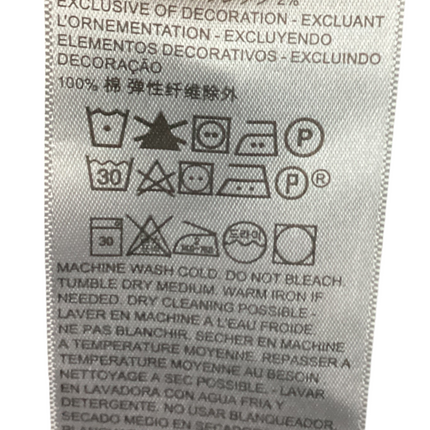 EXCLUSIVE OF DECORATION - EXCLUANT
L'ORNEMENTATION - EXCLUYENDO
ELEMENTOS DECORATIVOS - EXCLUINDO
DECORAÇÃO
100% 棉 弹性纤维除外
P
30 P ®
30 드라이
MACHINE WASH COLD. DO NOT BLEACH.
TUMBLE DRY MEDIUM. WARM IRON IF
NEEDED. DRY CLEANING POSSIBLE -
LAVER EN MACHINE A L'EAU FROIDE.
NE PAS BLANCHIR. SECHER EN MACHINE
A TEMPERATURE MOYENNE. REPASSER A
TEMPERATURE MOYENNE AU BESOIN
NETTOYAGE A SEC POSSIBLE. - LAVAR
EN LAVADORA CON AGUA FRIA Y
DETERGENTE. NO USAR BLANQUEADOR.
SECADO MEDIO EN